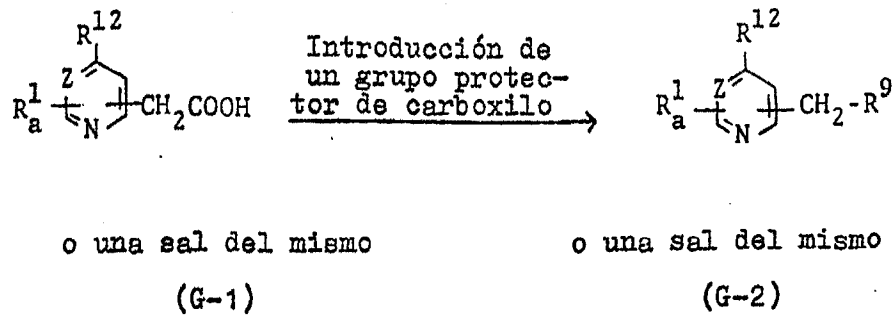 R12
Z
R1a
N
CH2COOH
Introducción de
un grupo protec-
tor de carboxilo
R12
Z
R1a
N
CH2-R9
o una sal del mismo
o una sal del mismo
(G-1)
(G-2)